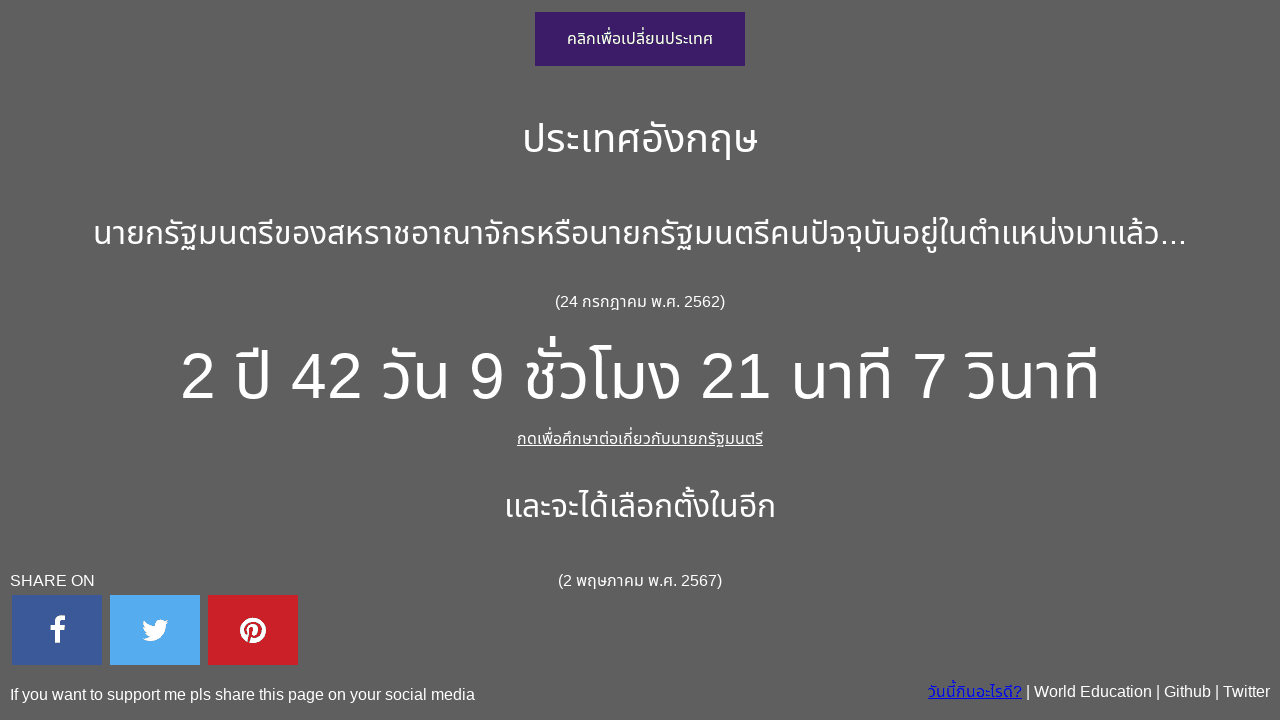 คลิกเพื่อเปลี่ยนประเทศ
ประเทศอังกฤษ
นายกรัฐมนตรีของสหราชอาณาจักรหรือนายกรัฐมนตรีคนปัจจุบันอยู่ในตำแหน่งมาแล้ว...
(24 กรกฎาคม พ.ศ. 2562)
2 ปี 42 วัน 9 ชั่วโมง 21 นาที 7 วินาที
กดเพื่อศึกษาต่อเกี่ยวกับนายกรัฐมนตรี
และจะได้เลือกตั้งในอีก
(2 พฤษภาคม พ.ศ. 2567)
SHARE ON
If you want to support me pls share this page on your social media
วันนี้กินอะไรดี? | World Education | Github | Twitter